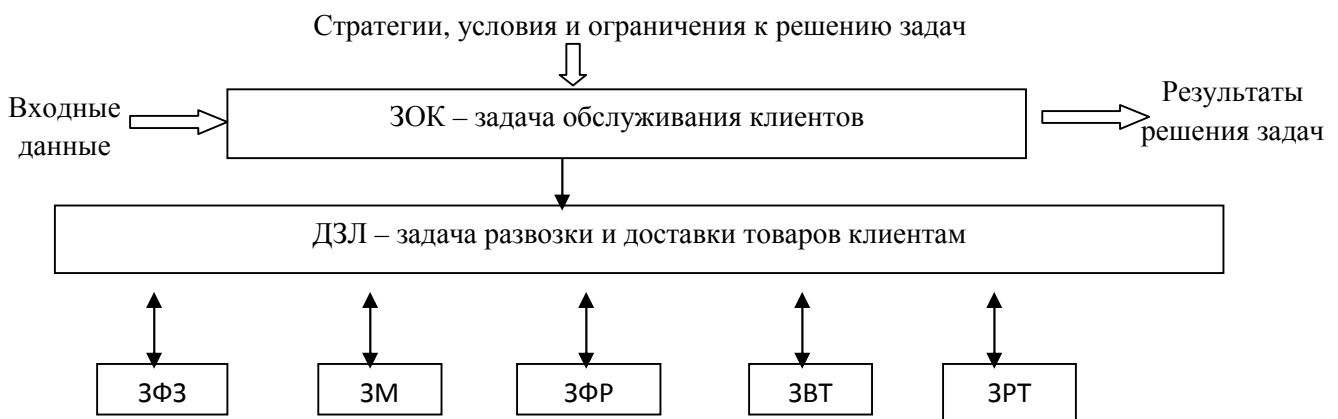 Стратегии, условия и ограничения к решению задач
Входные
данные
ЗОК – задача обслуживания клиентов
Результаты
решения задач
ДЗЛ – задача развозки и доставки товаров клиентам
ЗФЗ
ЗМ
ЗФР
ЗВТ
ЗРТ